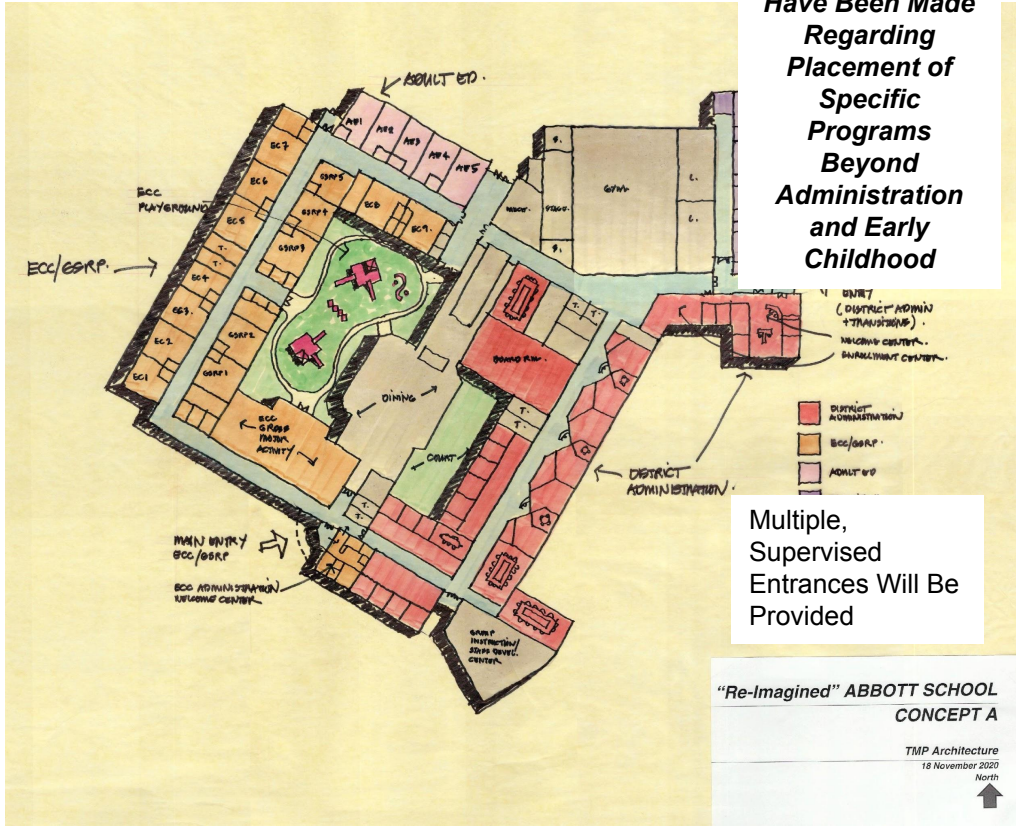 Have Been Made
Regarding
Placement of
Specific
Programs
Beyond
Administration
and Early
Childhood
ADULT ED.
AE1
AE2
AE3
AE4
AE5
EC7
EC6
EC5
EC4
EC3.
EC2
EC1
T.
T.
GSRP5
GSRP4
GSRP3
GSRP2
GSRP1
EC8
EC9.
ECC
PLAYGROUND
ECC/GSRP.
S.
STAGE.
S.
GYM.
L.
L.
T.
T.
BOARD RM.
T.
T.
DINING
COURT
ECC
GROSS
MOTOR
ACTIVITY
T.
T.
MAIN ENTRY
ECC/GSRP
ECC ADMINISTRATION
WELCOME CENTER
GROUP
INSTRUCTION/
STAFF DEVEL.
CENTER
DISTRICT
ADMINISTRATION.
ENTRY
(DISTRICT ADMIN
+TRANSITIONS).
WELCOME CENTER.
ENROLLMENT CENTER.
DISTRICT
ADMINISTRATION
ECC/GSRP.
ADULT ED
Multiple,
Supervised
Entrances Will Be
Provided
"Re-Imagined" ABBOTT SCHOOL
CONCEPT A
TMP Architecture
18 November 2020
North